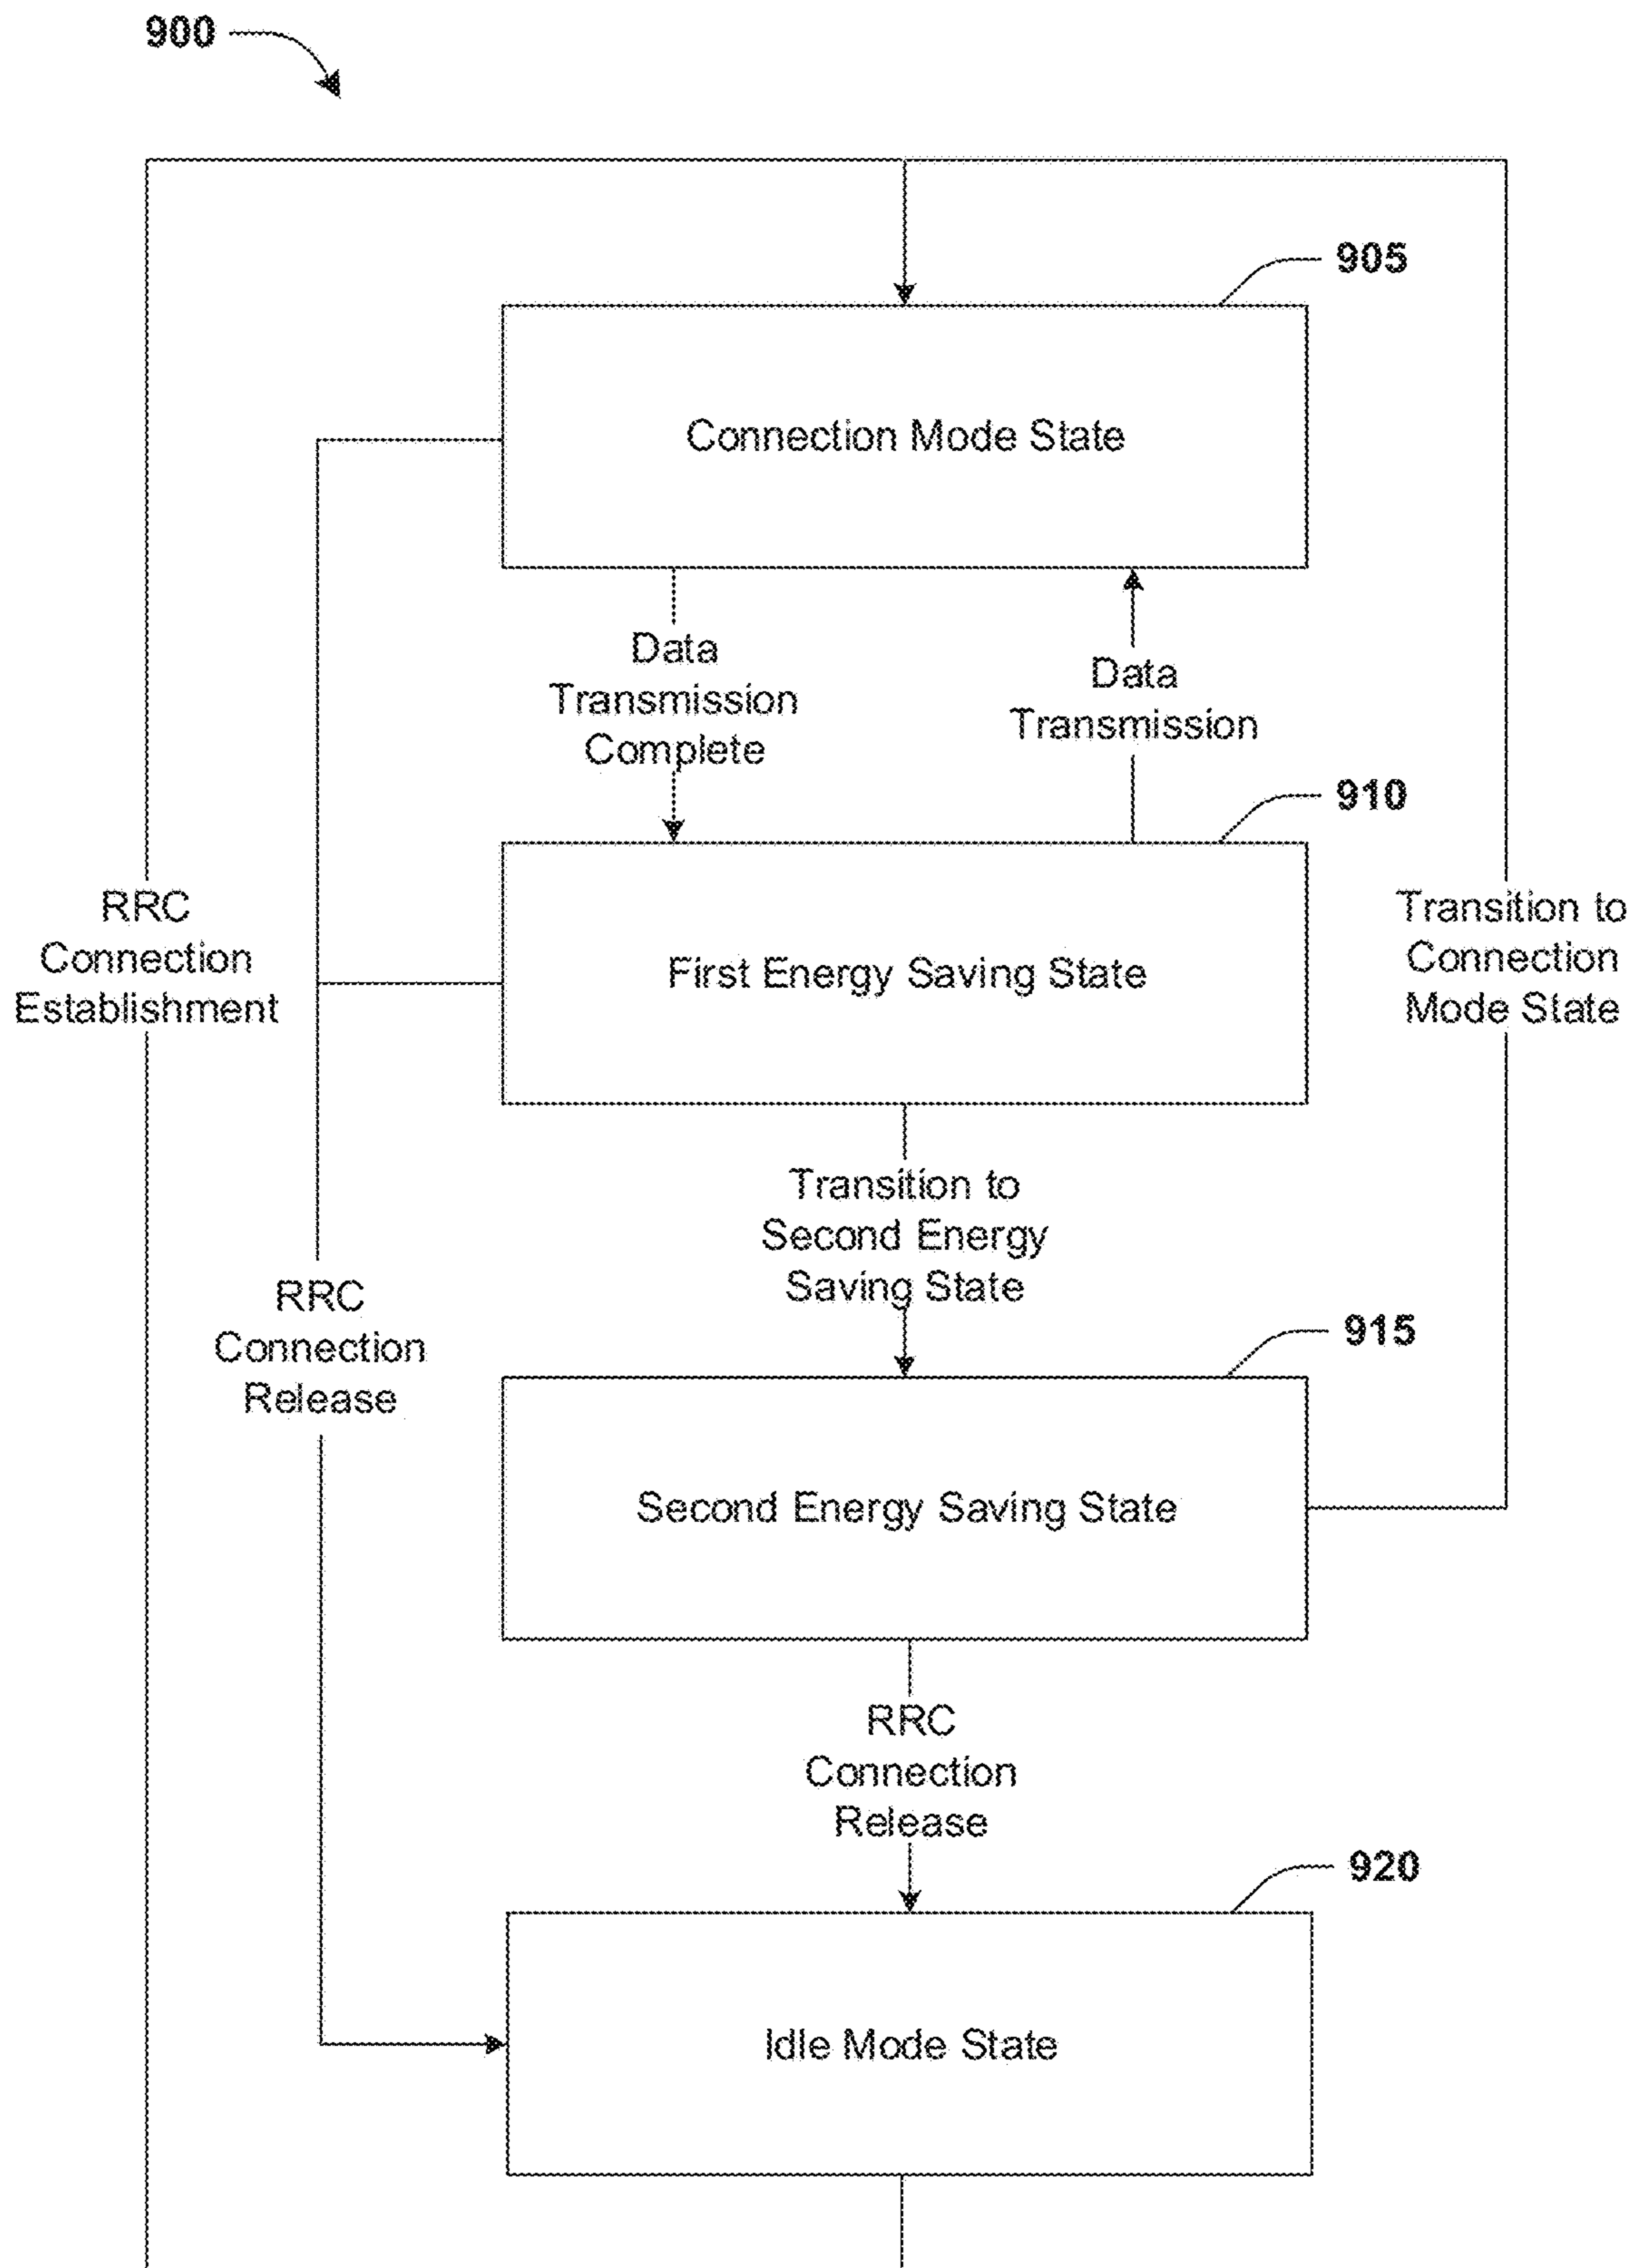 900
905
Connection Mode State
Data
Transmission
Complete
Data
Transmission
910
RRC
Connection
Establishment
First Energy Saving State
Transition to
Connection
Mode State
Transition to
Second Energy
Saving State
RRC
Connection
Release
915
Second Energy Saving State
RRC
Connection
Release
920
Idle Mode State